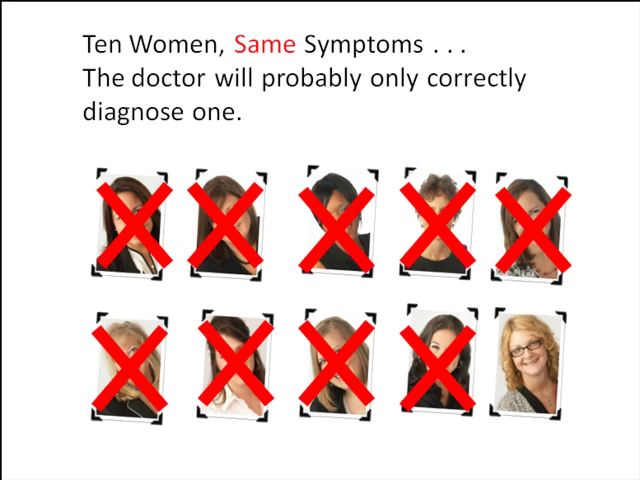 Ten Women, Same Symptoms . . .
The doctor will probably only correctly
diagnose one.